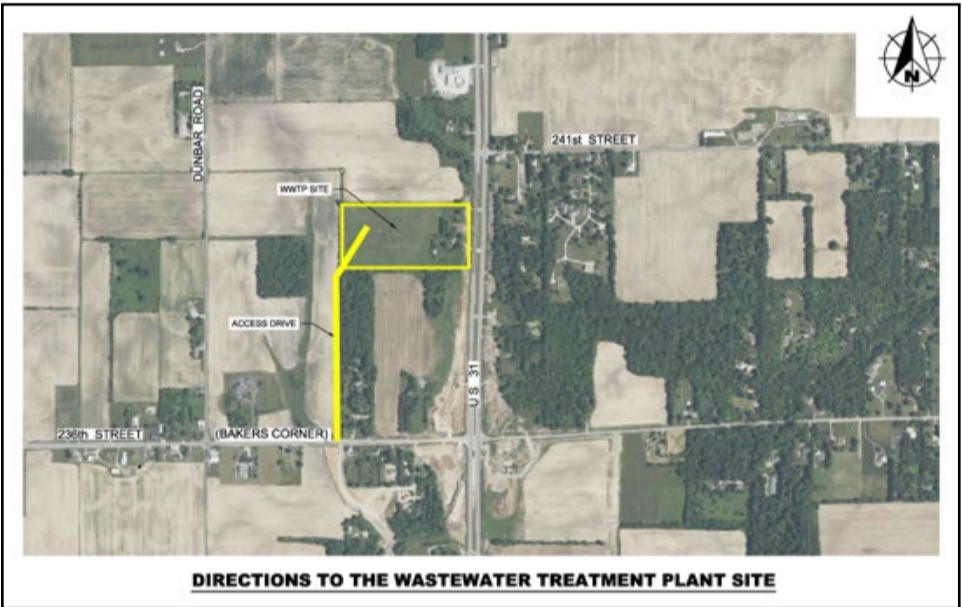 N
241st STREET
DUNBAR ROAD
WWTP SITE
ACCESS DRIVE
US 31
236th STREET
(BAKERS CORNER)
DIRECTIONS TO THE WASTEWATER TREATMENT PLANT SITE